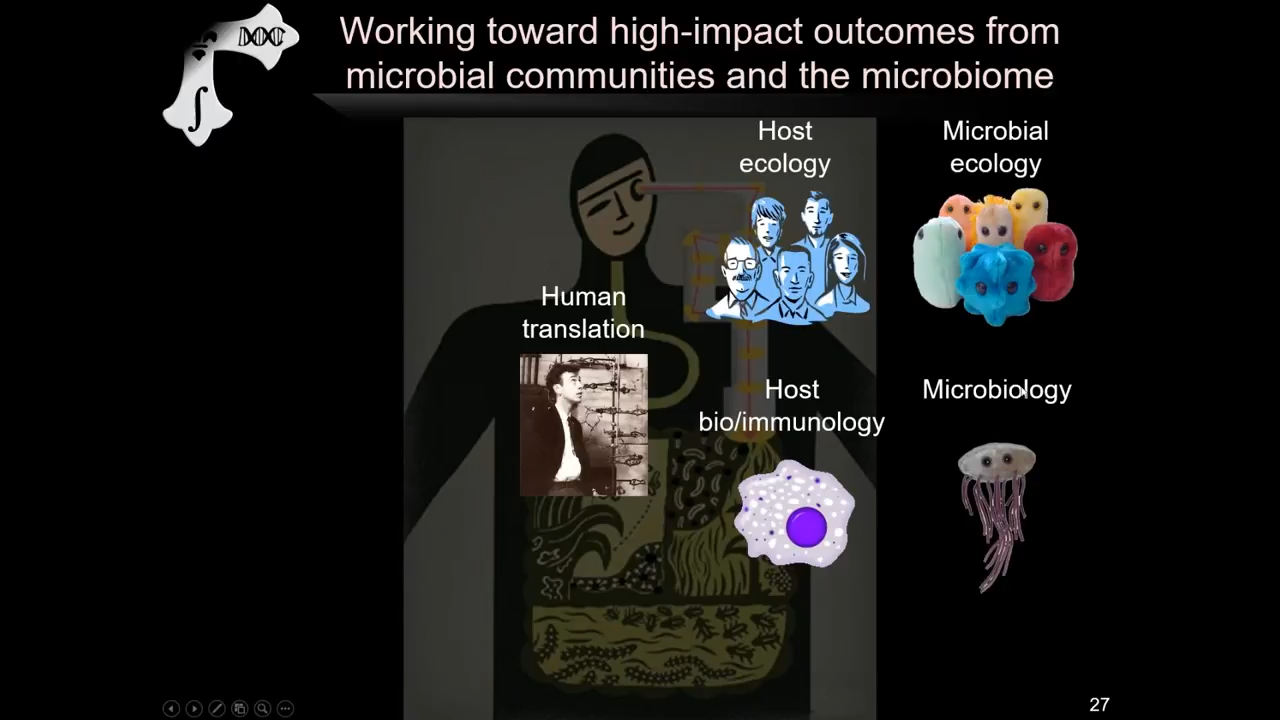 Working toward high-impact outcomes from
microbial communities and the microbiome
Host
ecology
Microbial
ecology
Human
translation
Host
bio/immunology
Microbiology
27